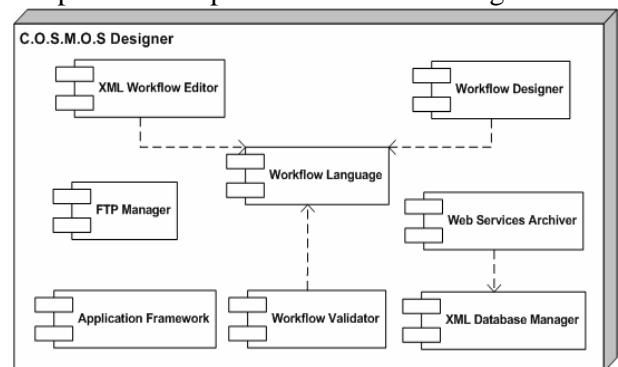 C.O.S.M.O.S Designer
XML Workflow Editor
Workflow Designer
Workflow Language
FTP Manager
Web Services Archiver
Application Framework
Workflow Validator
XML Database Manager